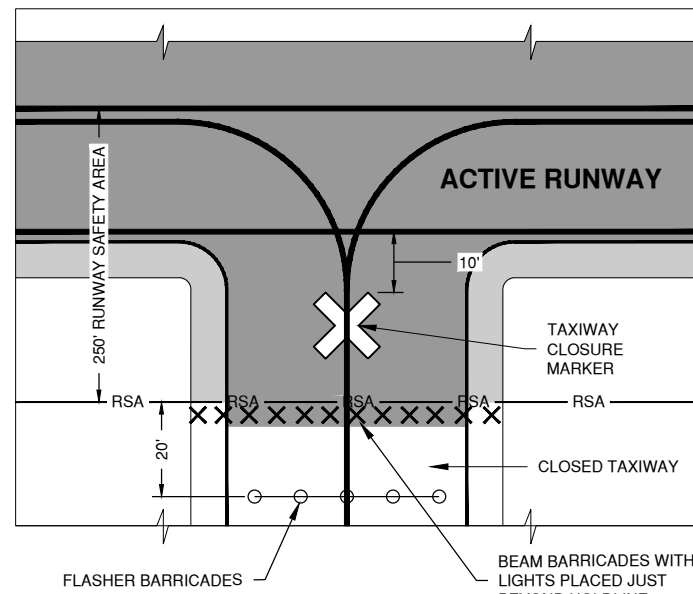 ACTIVE RUNWAY
250' RUNWAY SAFETY AREA
10'
TAXIWAY
CLOSURE
MARKER
RSA RSA RSA RSA RSA
20'
CLOSED TAXIWAY
FLASHER BARRICADES
BEAM BARRICADES WITH
LIGHTS PLACED JUST